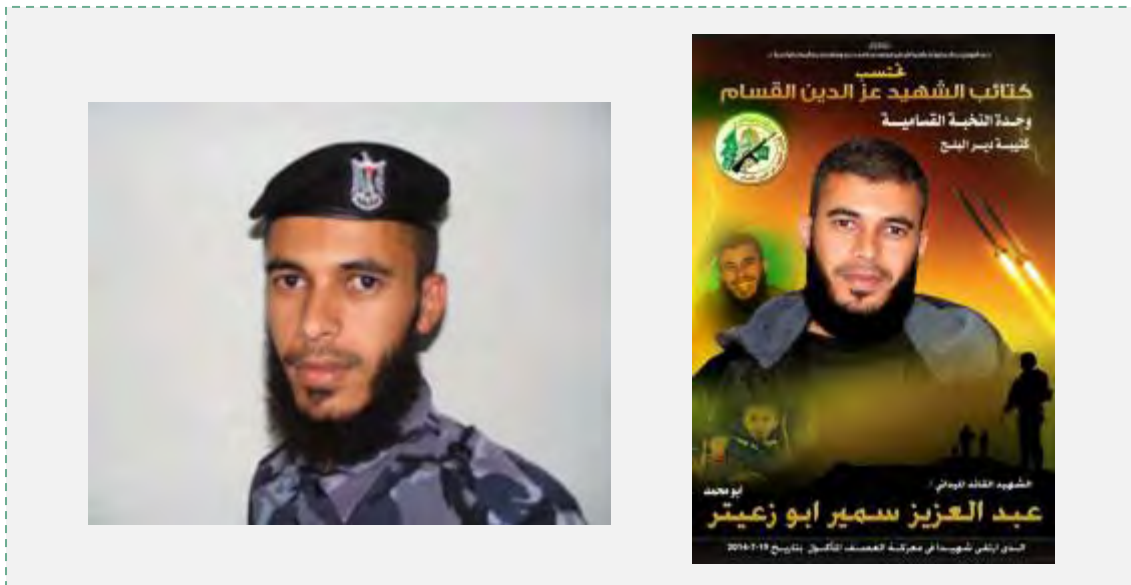 نحتسب
كتائب الشهيد عز الدين القسام
وحدة النخبة القسامية
كتيبة دير البلح
الشهيد القائد الميداني /
ابو محمد
عبد العزيز سمير ابو زعيتر
الذي ارتقى شهيدا في معركة العصف المأكول بتاريخ 19-7-2014